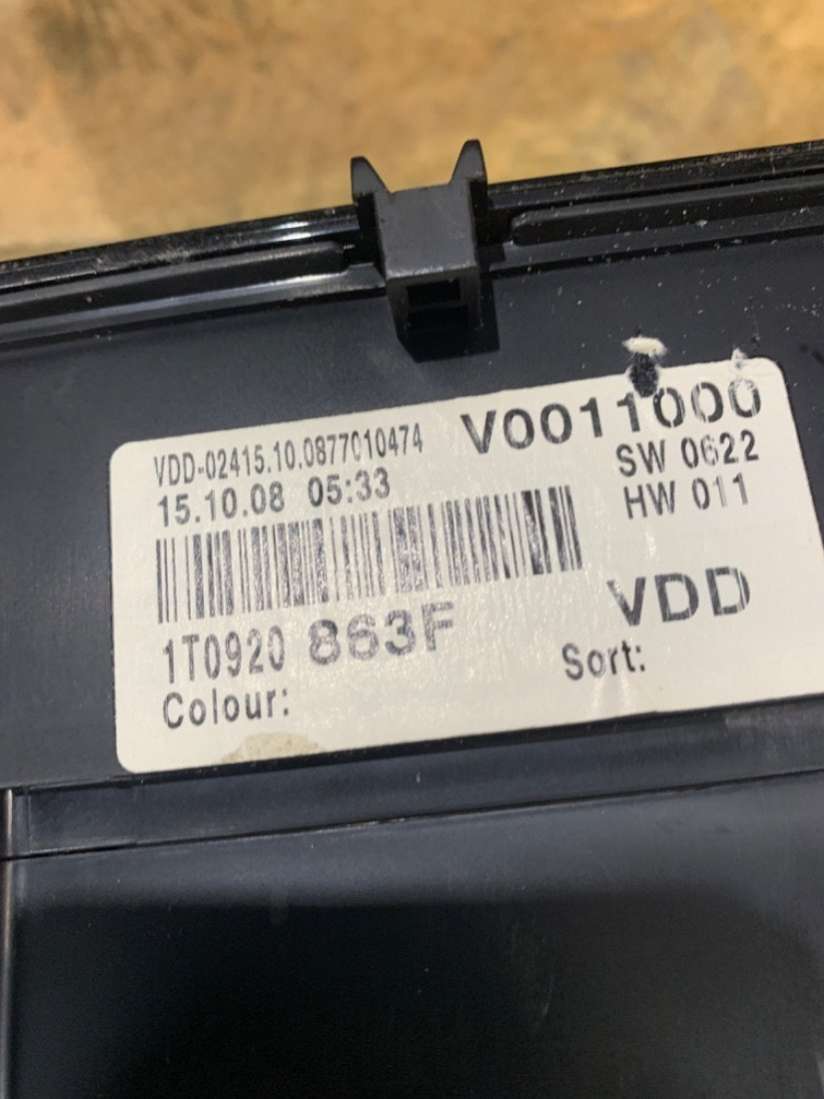 VDD-02415.10.0877010474 V0011000
15.10.08 05:33 SW 0622
HW 011
1T0920 863F VDD
Colour: Sort: